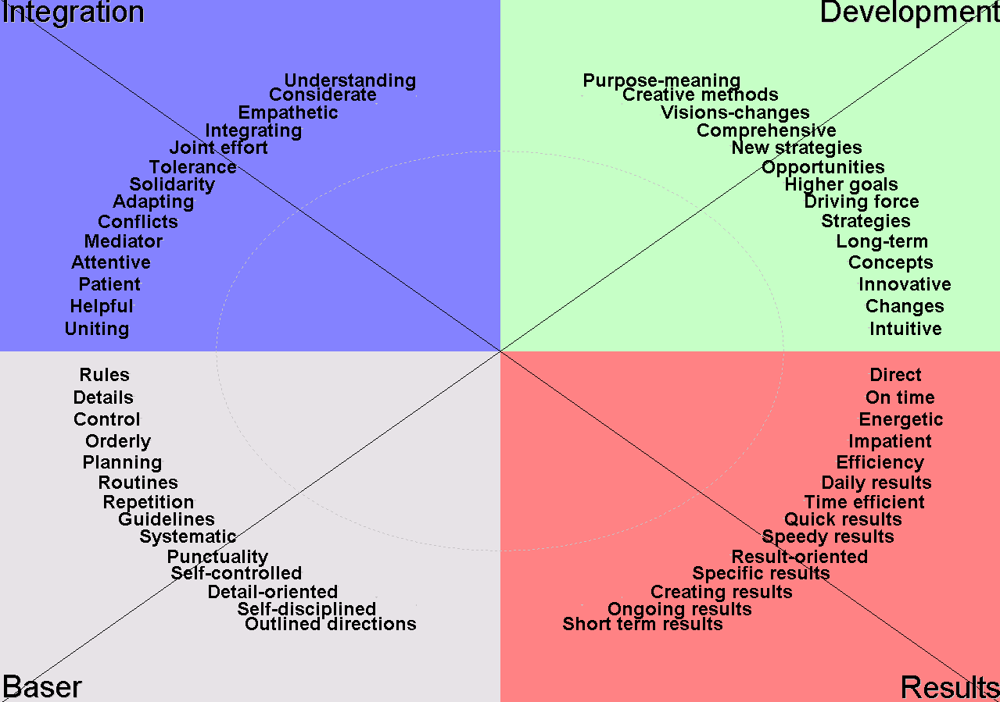 Integration
Development
Understanding
Considerate
Empathetic
Integrating
Joint effort
Tolerance
Solidarity
Adapting
Conflicts
Mediator
Attentive
Patient
Helpful
Uniting
Purpose-meaning
Creative methods
Visions-changes
Comprehensive
New strategies
Opportunities
Higher goals
Driving force
Strategies
Long-term
Concepts
Innovative
Changes
Intuitive
Rules
Details
Control
Orderly
Planning
Routines
Repetition
Guidelines
Systematic
Punctuality
Self-controlled
Detail-oriented
Self-disciplined
Outlined directions
Direct
On time
Energetic
Impatient
Efficiency
Daily results
Time efficient
Quick results
Speedy results
Result-oriented
Specific results
Creating results
Ongoing results
Short term results
Baser
Results